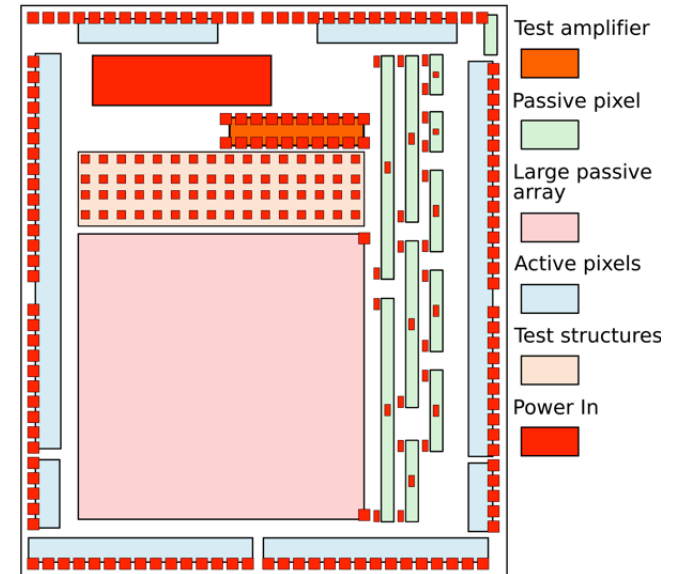 Test amplifier
Passive pixel
Large passive
array
Active pixels
Test structures
Power In